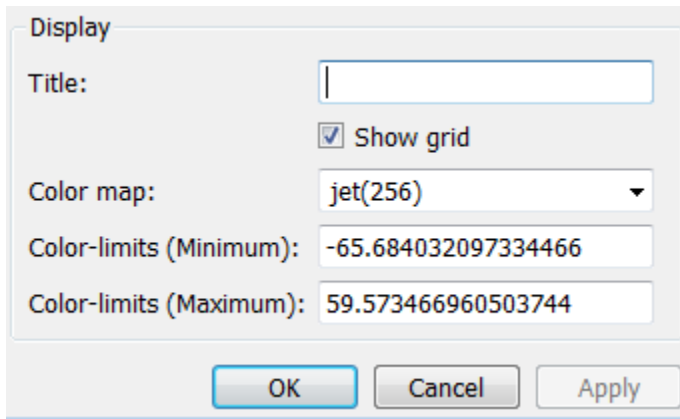 Display
Title:
Show grid
Color map: jet(256)
Color-limits (Minimum): -65.684032097334466
Color-limits (Maximum): 59.573466960503744
OK Cancel Apply